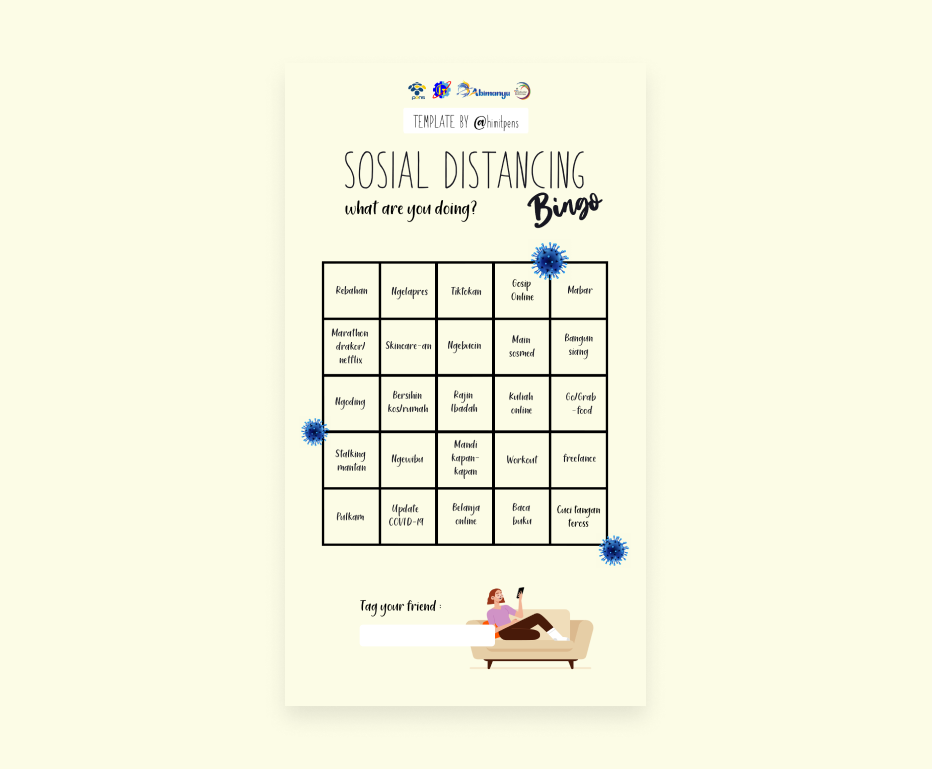 pens
Abimanyu
TEMPLATE BY @himitpens
SOSIAL DISTANCING
what are you doing?
Bingo
Rebahan
Ngelapres
Tiktokan
Gosip
Online
Mabar
Marathon
drakor/
netflix
Skincare-an
Ngebucin
Main
sosmed
Bangun
siang
Ngoding
Bersihin
kos/rumah
Rajin
Ibadah
Kuliah
online
Go/Grab
-food
Stalking
mantan
Ngewibu
Mandi
kapan-
kapan
Workout
freelance
Pulkam
Update
COVID-19
Belanja
online
Baca
buku
Cuci tangan
teross
Tag your friend :